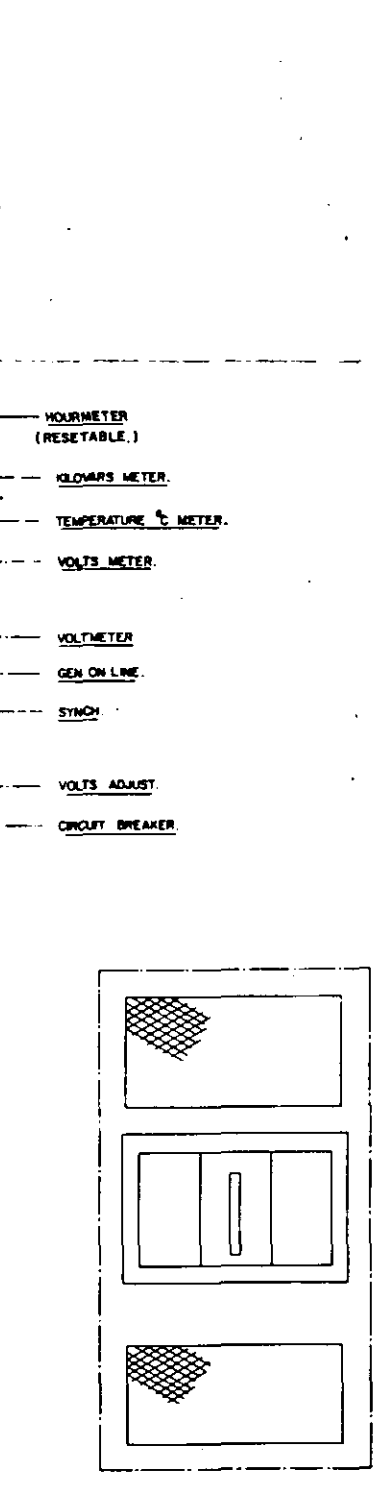 HOURMETER
(RESETABLE.)
KILOVARS METER.
TEMPERATURE °C METER.
VOLTS METER.
VOLTMETER
GEN ON LINE.
SYNCH.
VOLTS ADJUST.
CIRCUIT BREAKER.